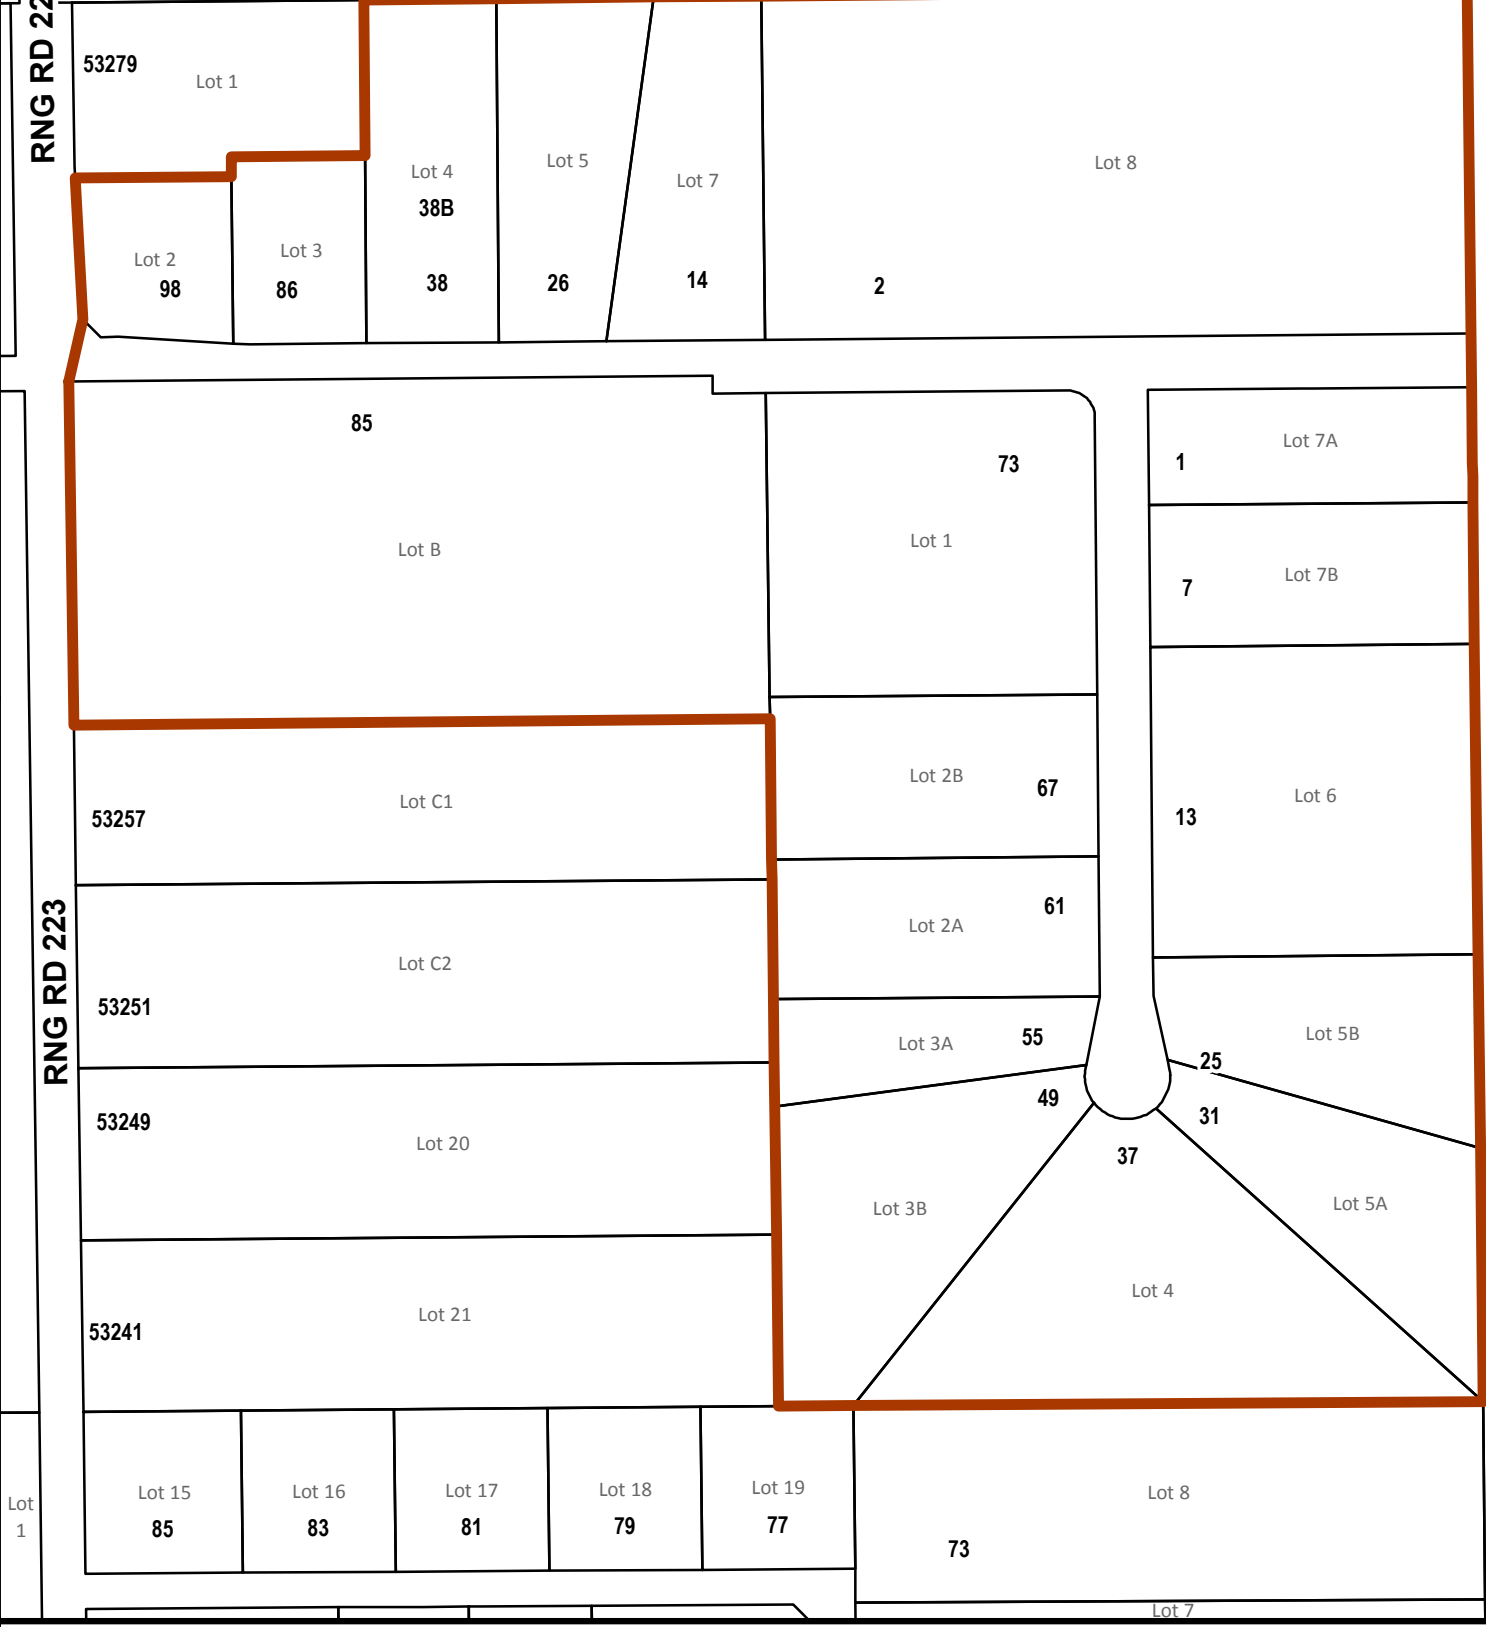 RNG RD 22
53279
Lot 1
Lot 4
38B
38
Lot 5
26
Lot 7
14
Lot 8
2
Lot 2
98
Lot 3
86
85
Lot B
73
Lot 1
1
Lot 7A
7
Lot 7B
Lot 2B
67
13
Lot 6
53257
Lot C1
Lot 2A
61
RNG RD 223
53251
Lot C2
Lot 3A
55
Lot 5B
25
49
31
37
53249
Lot 20
Lot 3B
Lot 5A
Lot 4
53241
Lot 21
Lot
1
Lot 15
85
Lot 16
83
Lot 17
81
Lot 18
79
Lot 19
77
Lot 8
73
Lot 7